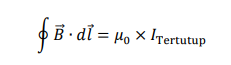 ∮ B⃗ · dl⃗ = μ₀ × I_Tertutup